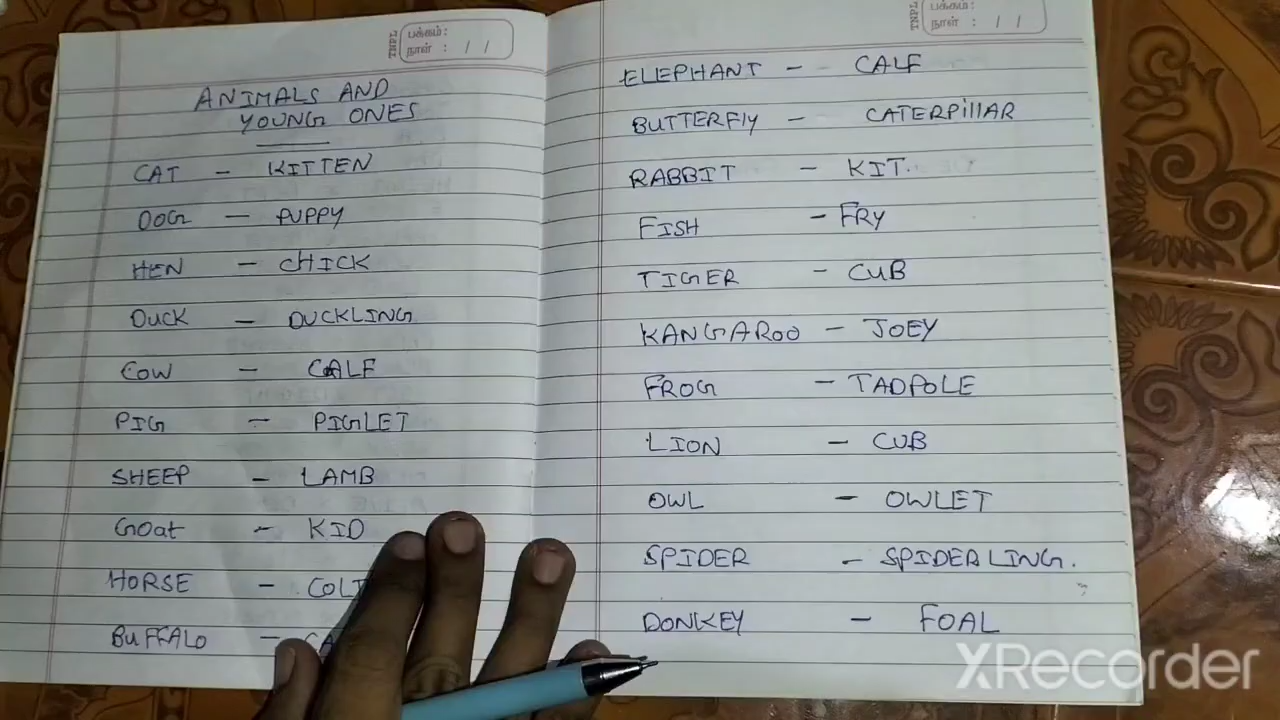 TNPL
பக்கம்:
நாள் : / /
ANIMALS AND
YOUNG ONES
CAT - KITTEN
DOG - PUPPY
HEN - CHICK
DUCK - DUCKLING
COW - CALF
PIG - PIGLET
SHEEP - LAMB
GOat - KID
HORSE -
BUFFALO -
TNPL
பக்கம்:
நாள் : / /
ELEPHANT - CALF
BUTTERFlY - CATERPillAR
RABBIT - KIT.
FISH - FRY
TIGER - CUB
KANGAROO - JOEY
FROG - TADPOLE
LION - CUB
OWL - OWLET
SPIDER - SPIDERLING.
DONKEY - FOAL
XRecorder